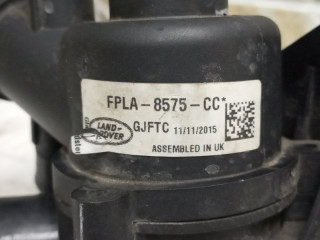 FPLA-8575-CC*
LAND-
ROVER
GJFTC 11/11/2015
ASSEMBLED IN UK